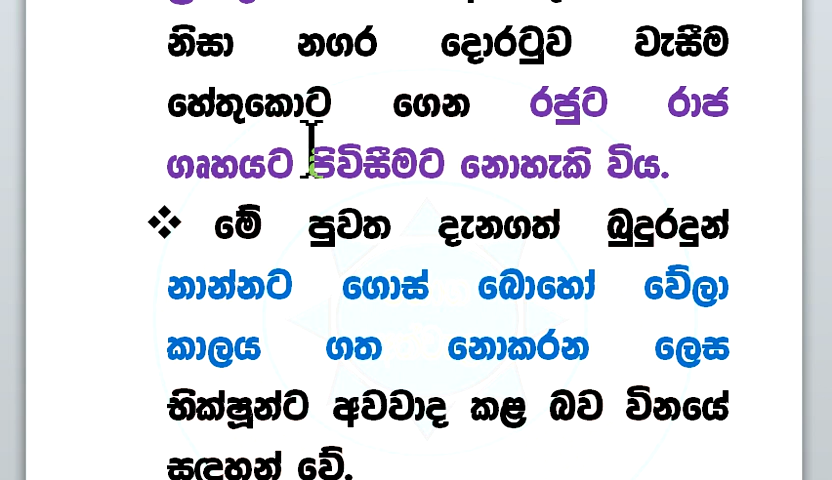 නිසා නගර දොරටුව වැසීම
හේතුකොට ගෙන රජුට රාජ
ගෘහයට පිවිසීමට නොහැකි විය.
❖ මේ පුවත දැනගත් බුදුරදුන්
නාන්නට ගොස් බොහෝ වේලා
කාලය ගත නොකරන ලෙස
භික්ෂූන්ට අවවාද කළ බව විනයේ
සඳහන් වේ.